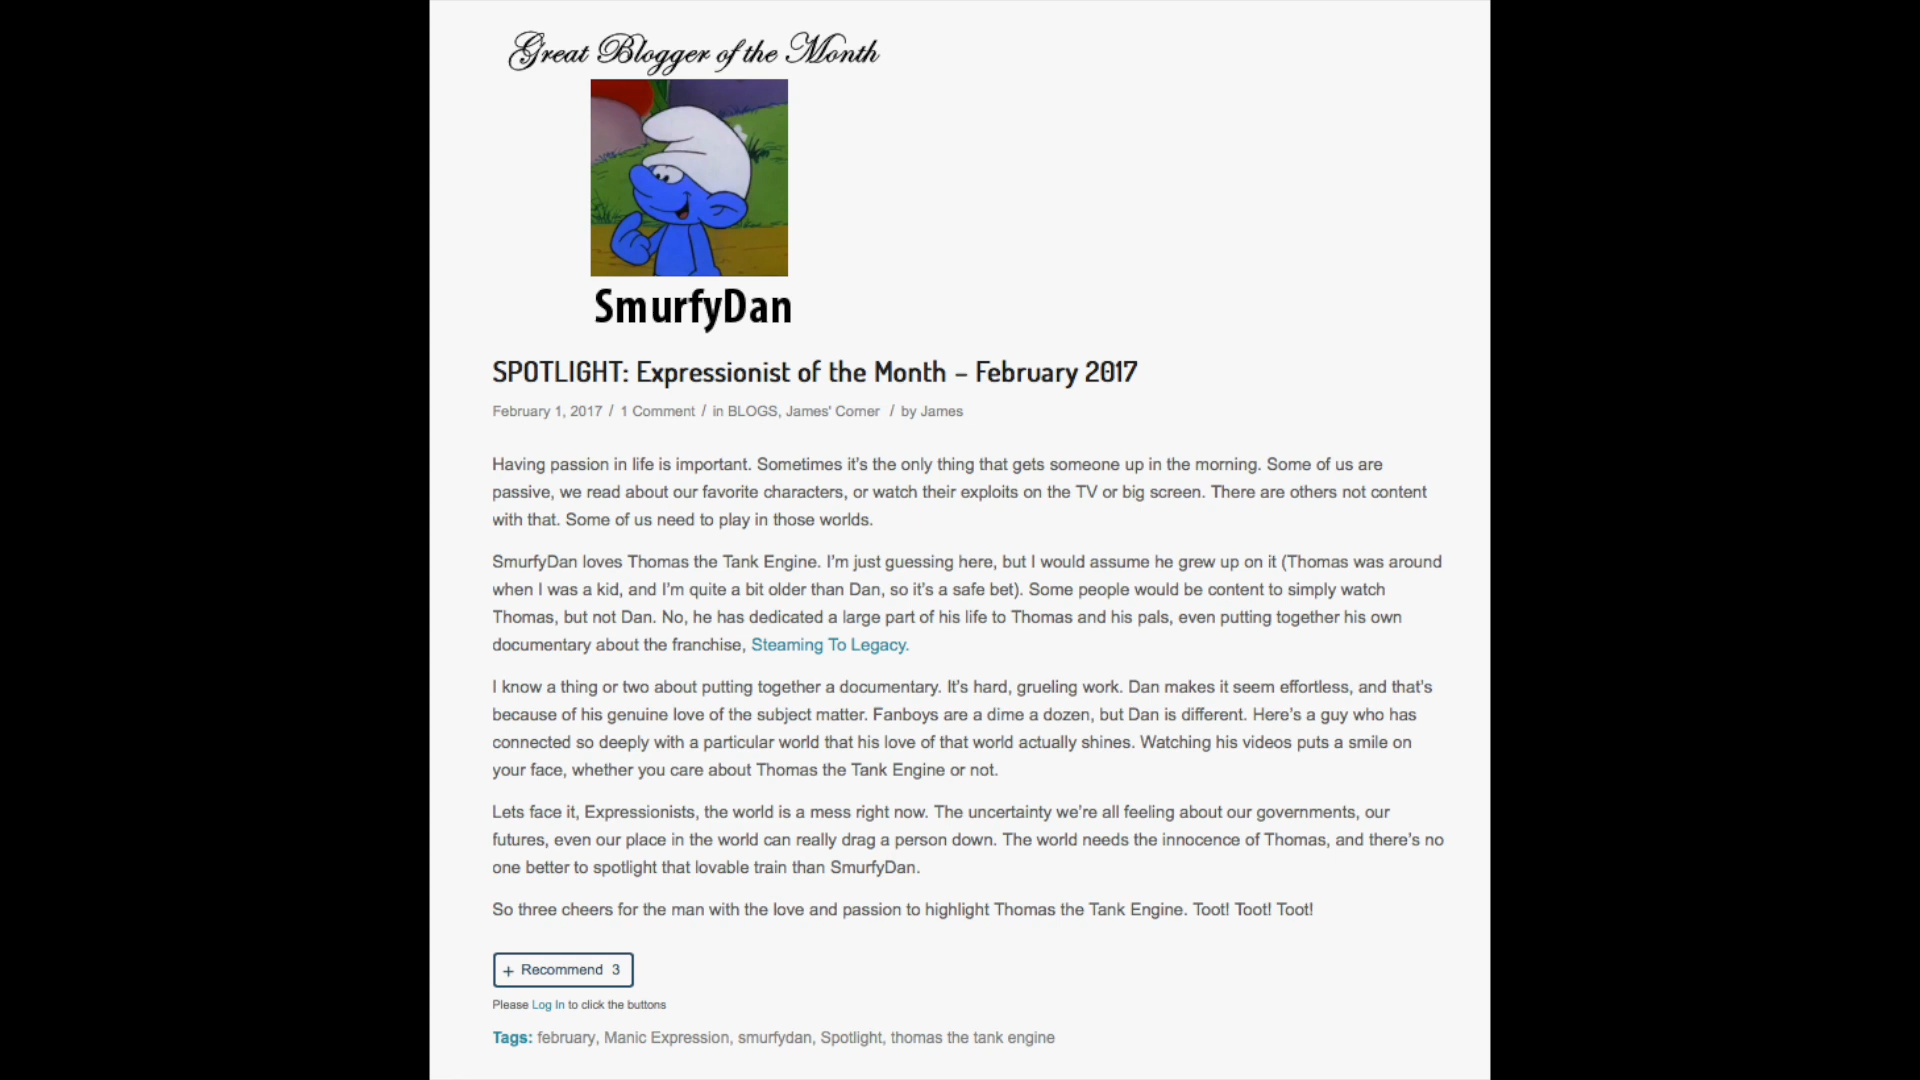 Great Blogger of the Month
SmurfyDan
SPOTLIGHT: Expressionist of the Month – February 2017
February 1, 2017 / 1 Comment / in BLOGS, James' Corner / by James
Having passion in life is important. Sometimes it's the only thing that gets someone up in the morning. Some of us are
passive, we read about our favorite characters, or watch their exploits on the TV or big screen. There are others not content
with that. Some of us need to play in those worlds.
SmurfyDan loves Thomas the Tank Engine. I'm just guessing here, but I would assume he grew up on it (Thomas was around
when I was a kid, and I'm quite a bit older than Dan, so it's a safe bet). Some people would be content to simply watch
Thomas, but not Dan. No, he has dedicated a large part of his life to Thomas and his pals, even putting together his own
documentary about the franchise, Steaming To Legacy.
I know a thing or two about putting together a documentary. It's hard, grueling work. Dan makes it seem effortless, and that's
because of his genuine love of the subject matter. Fanboys are a dime a dozen, but Dan is different. Here's a guy who has
connected so deeply with a particular world that his love of that world actually shines. Watching his videos puts a smile on
your face, whether you care about Thomas the Tank Engine or not.
Lets face it, Expressionists, the world is a mess right now. The uncertainty we're all feeling about our governments, our
futures, even our place in the world can really drag a person down. The world needs the innocence of Thomas, and there's no
one better to spotlight that lovable train than SmurfyDan.
So three cheers for the man with the love and passion to highlight Thomas the Tank Engine. Toot! Toot! Toot!
+ Recommend 3
Please Log In to click the buttons
Tags: february, Manic Expression, smurfydan, Spotlight, thomas the tank engine